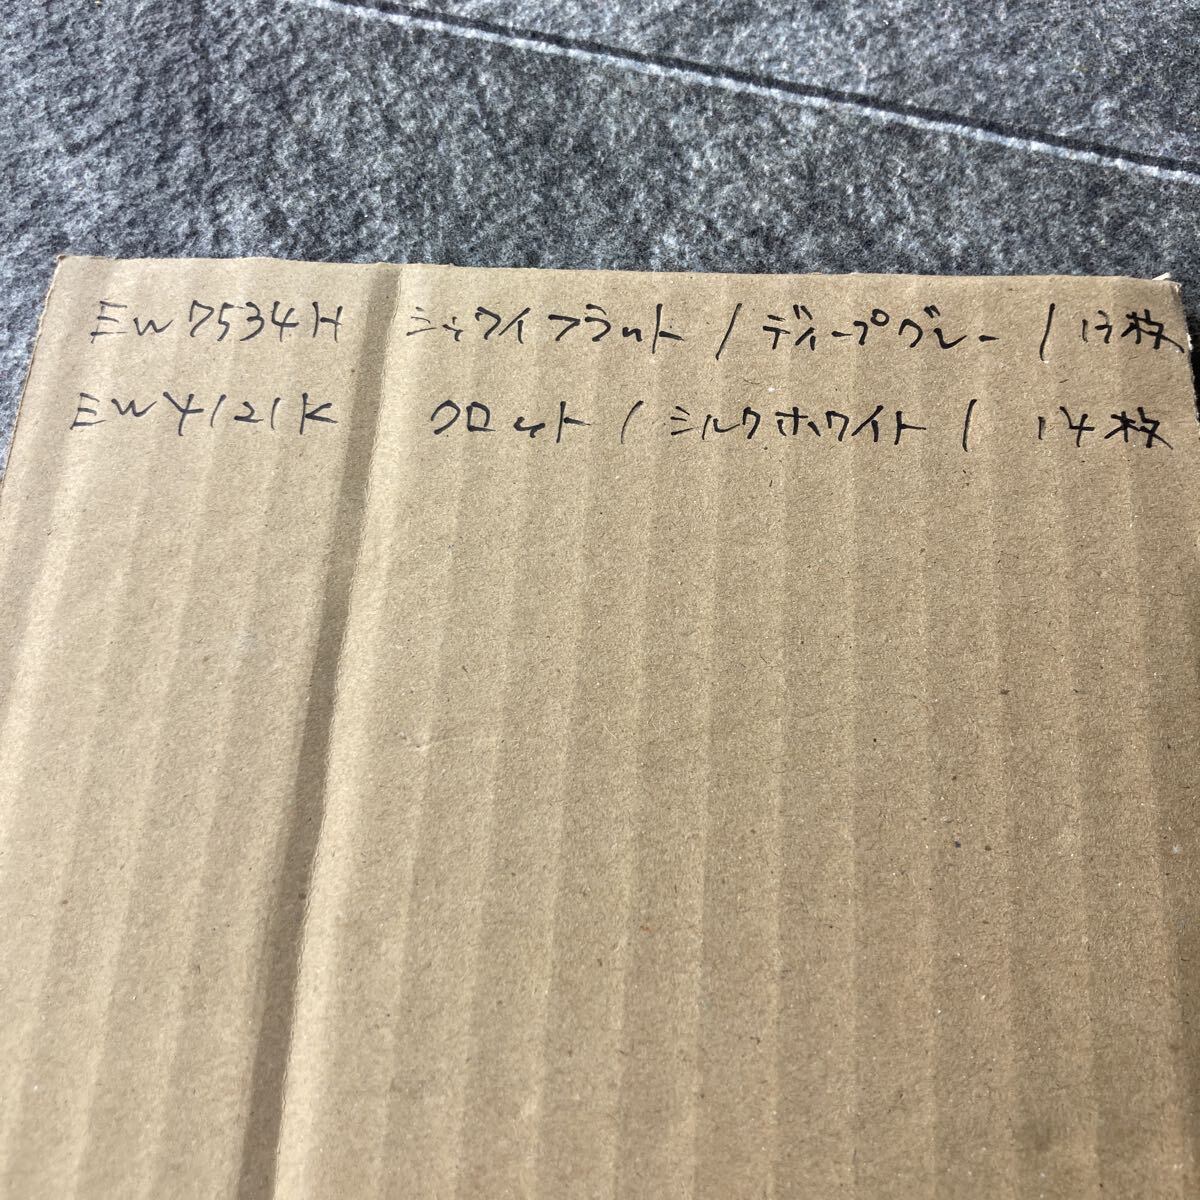 EW7534H シャワイフラット / ディープグレー / 13枚
EW4121K クロット / ミルクホワイト / 14枚